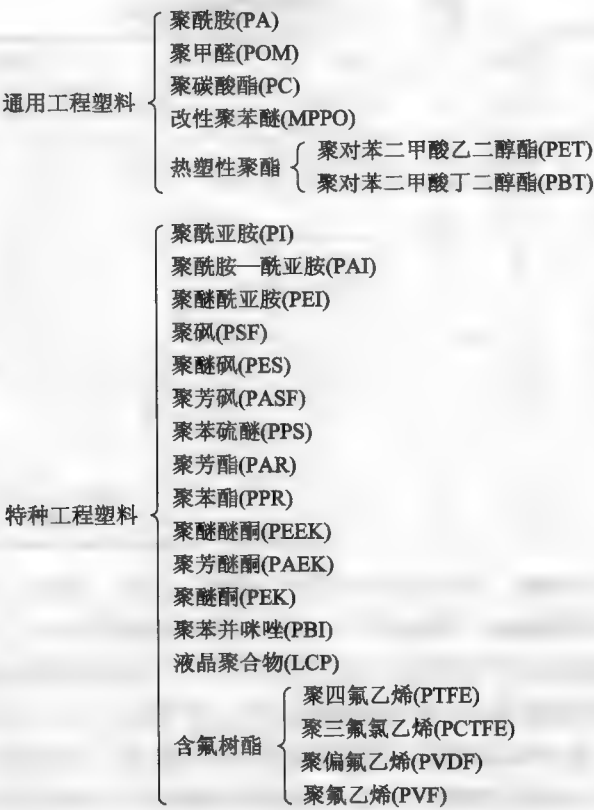 聚酰胺(PA)
聚甲醛(POM)
聚碳酸酯(PC)
通用工程塑料
改性聚苯醚(MPPO)
热塑性聚酯
聚对苯二甲酸乙二醇酯(PET)
聚对苯二甲酸丁二醇酯(PBT)
聚酰亚胺(PI)
聚酰胺—酰亚胺(PAI)
聚醚酰亚胺(PEI)
聚砜(PSF)
聚醚砜(PES)
聚芳砜(PASF)
聚苯硫醚(PPS)
聚芳酯(PAR)
聚苯酯(PPR)
特种工程塑料
聚醚醚酮(PEEK)
聚芳醚酮(PAEK)
聚醚酮(PEK)
聚苯并咪唑(PBI)
液晶聚合物(LCP)
含氟树酯
聚四氟乙烯(PTFE)
聚三氟氯乙烯(PCTFE)
聚偏氟乙烯(PVDF)
聚氟乙烯(PVF)